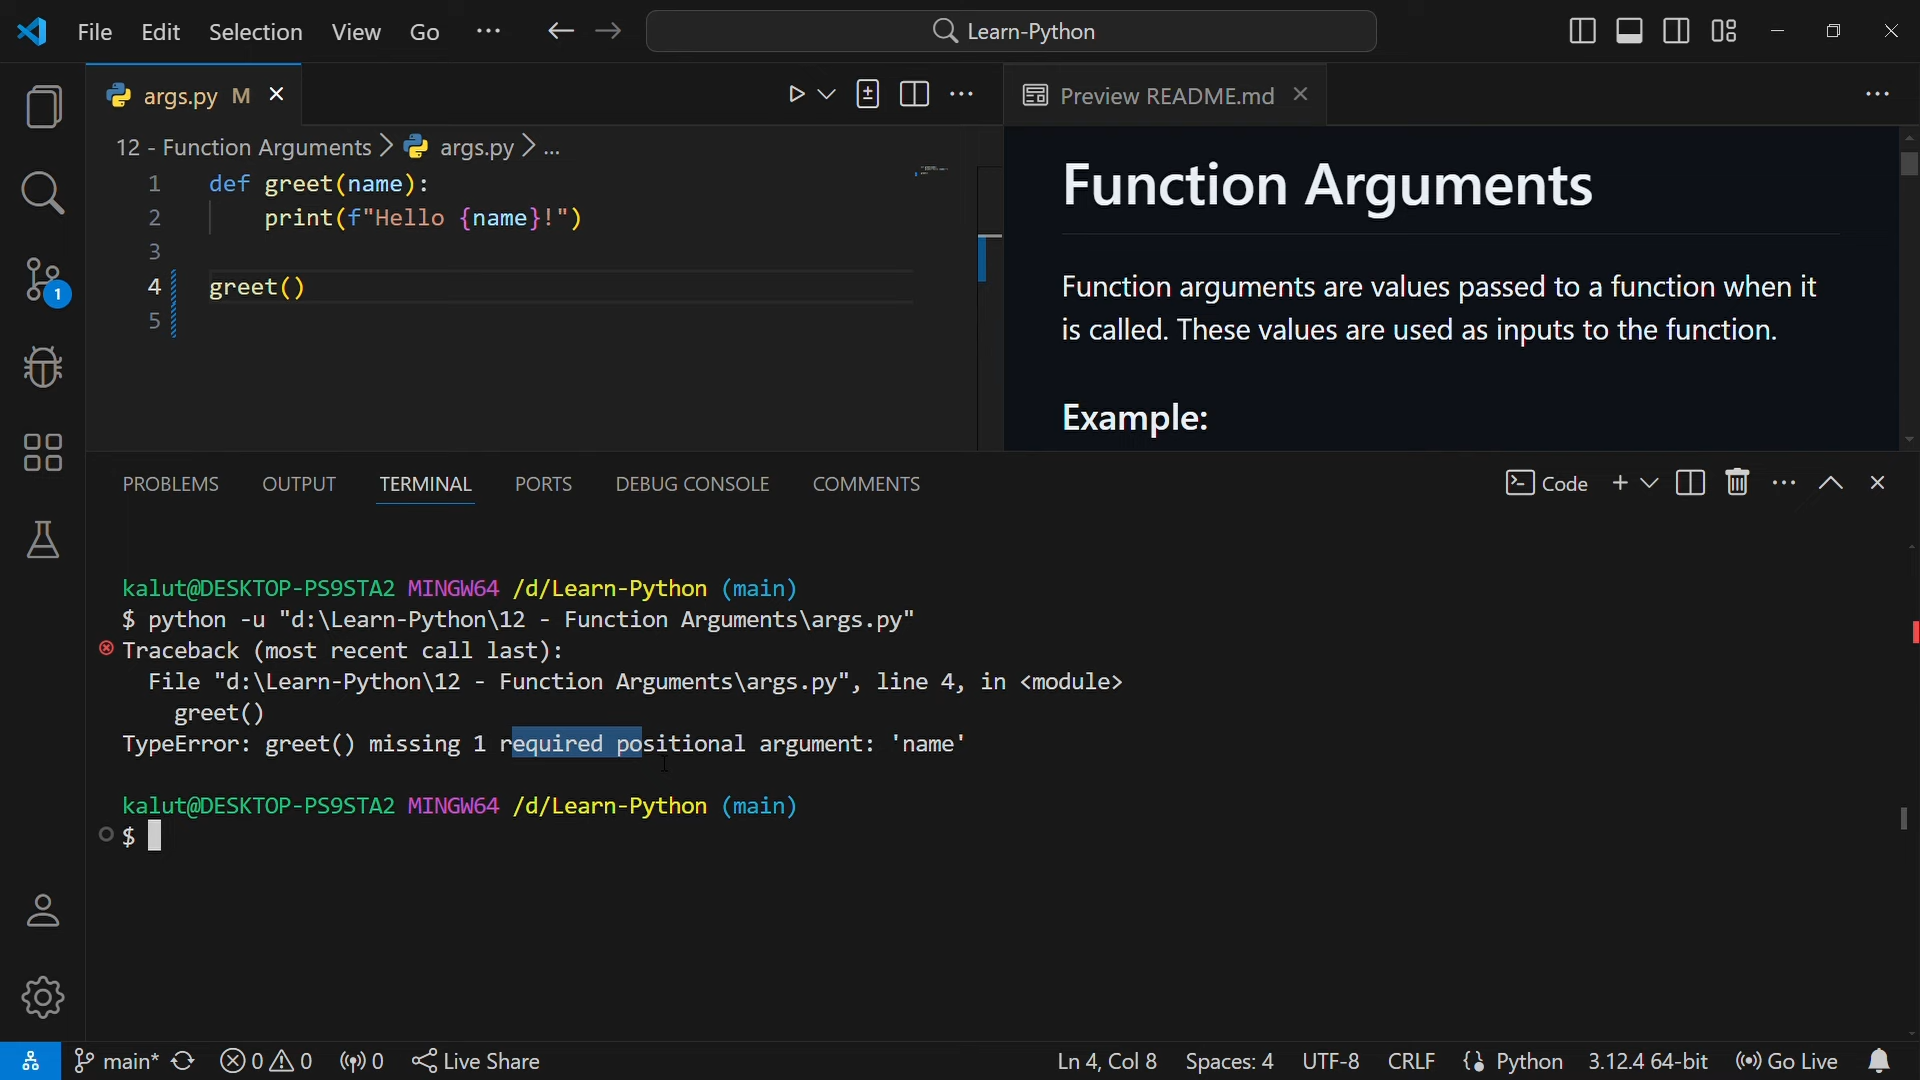 File Edit Selection View Go ... Learn-Python
args.py M
Preview README.md
12 - Function Arguments > args.py > ...
1 def greet(name):
2 print(f"Hello {name}!")
3
4 greet()
5
Function Arguments
Function arguments are values passed to a function when it
is called. These values are used as inputs to the function.
Example:
1
PROBLEMS OUTPUT TERMINAL PORTS DEBUG CONSOLE COMMENTS
Code
kalut@DESKTOP-PS9STA2 MINGW64 /d/Learn-Python (main)
$ python -u "d:\Learn-Python\12 - Function Arguments\args.py"
Traceback (most recent call last):
File "d:\Learn-Python\12 - Function Arguments\args.py", line 4, in <module>
greet()
TypeError: greet() missing 1 required positional argument: 'name'
kalut@DESKTOP-PS9STA2 MINGW64 /d/Learn-Python (main)
$
main* 0 0 0 Live Share Ln 4, Col 8 Spaces: 4 UTF-8 CRLF {} Python 3.12.4 64-bit Go Live